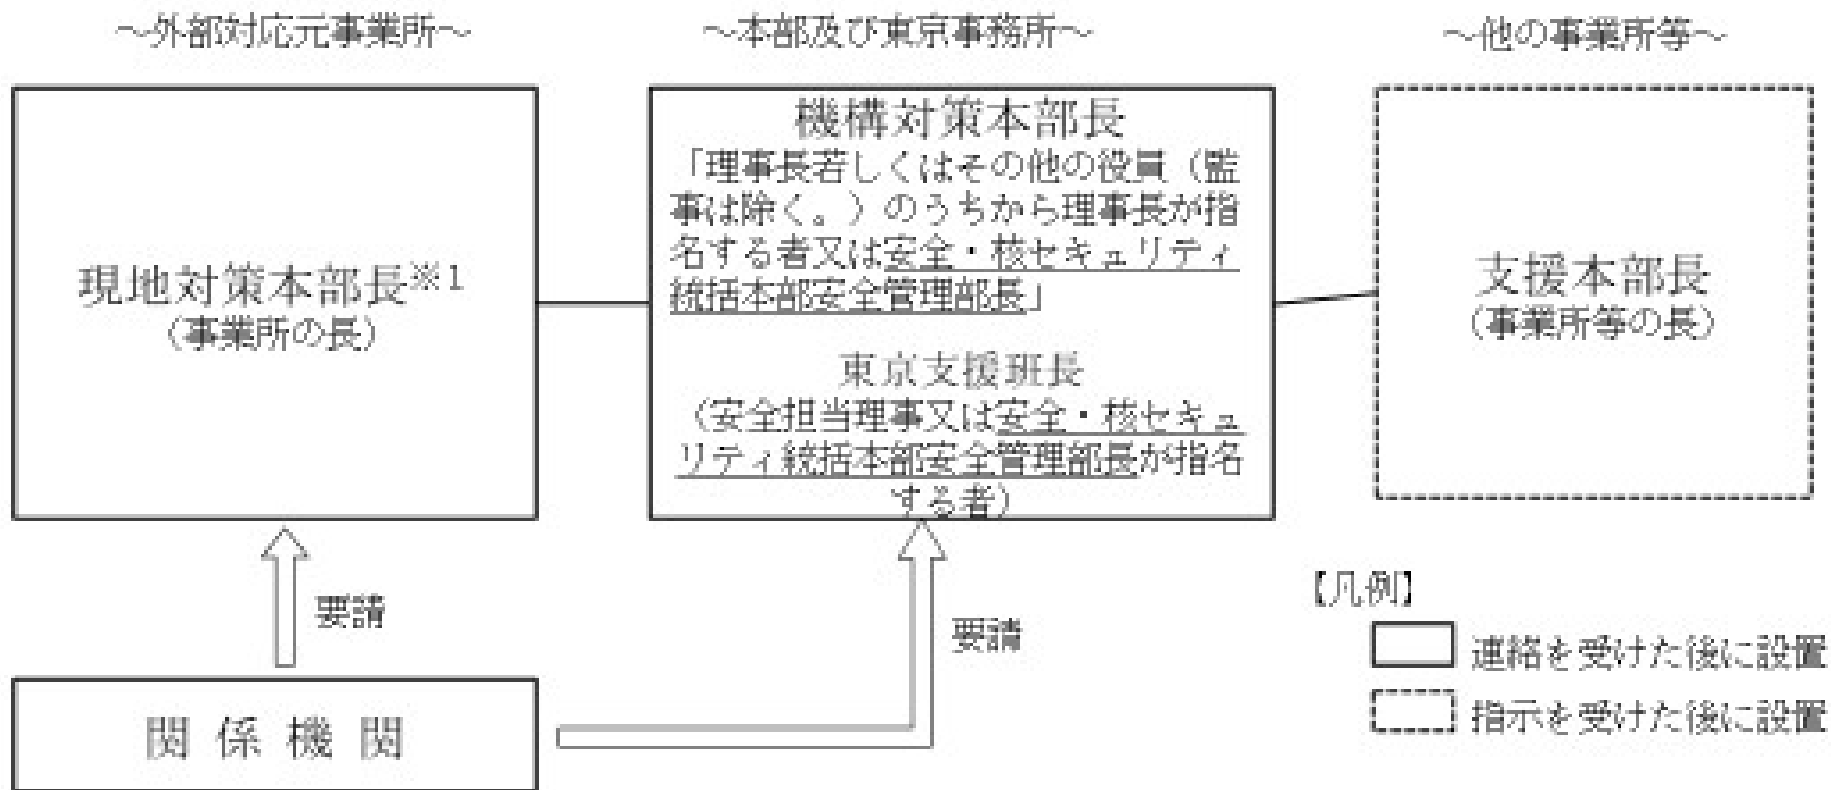 ～外部対応元事業所～
～本部及び東京事務所～
～他の事業所等～
現地対策本部長※1
（事業所の長）
機構対策本部長
「理事長若しくはその他の役員（監
事は除く。）のうちから理事長が指
名する者又は安全・核セキュリティ
統括本部安全管理部長」
東京支援班長
（安全担当理事又は安全・核セキュ
リティ統括本部安全管理部長が指名
する者）
支援本部長
（事業所等の長）
要請
要請
関係機関
【凡例】
連絡を受けた後に設置
指示を受けた後に設置